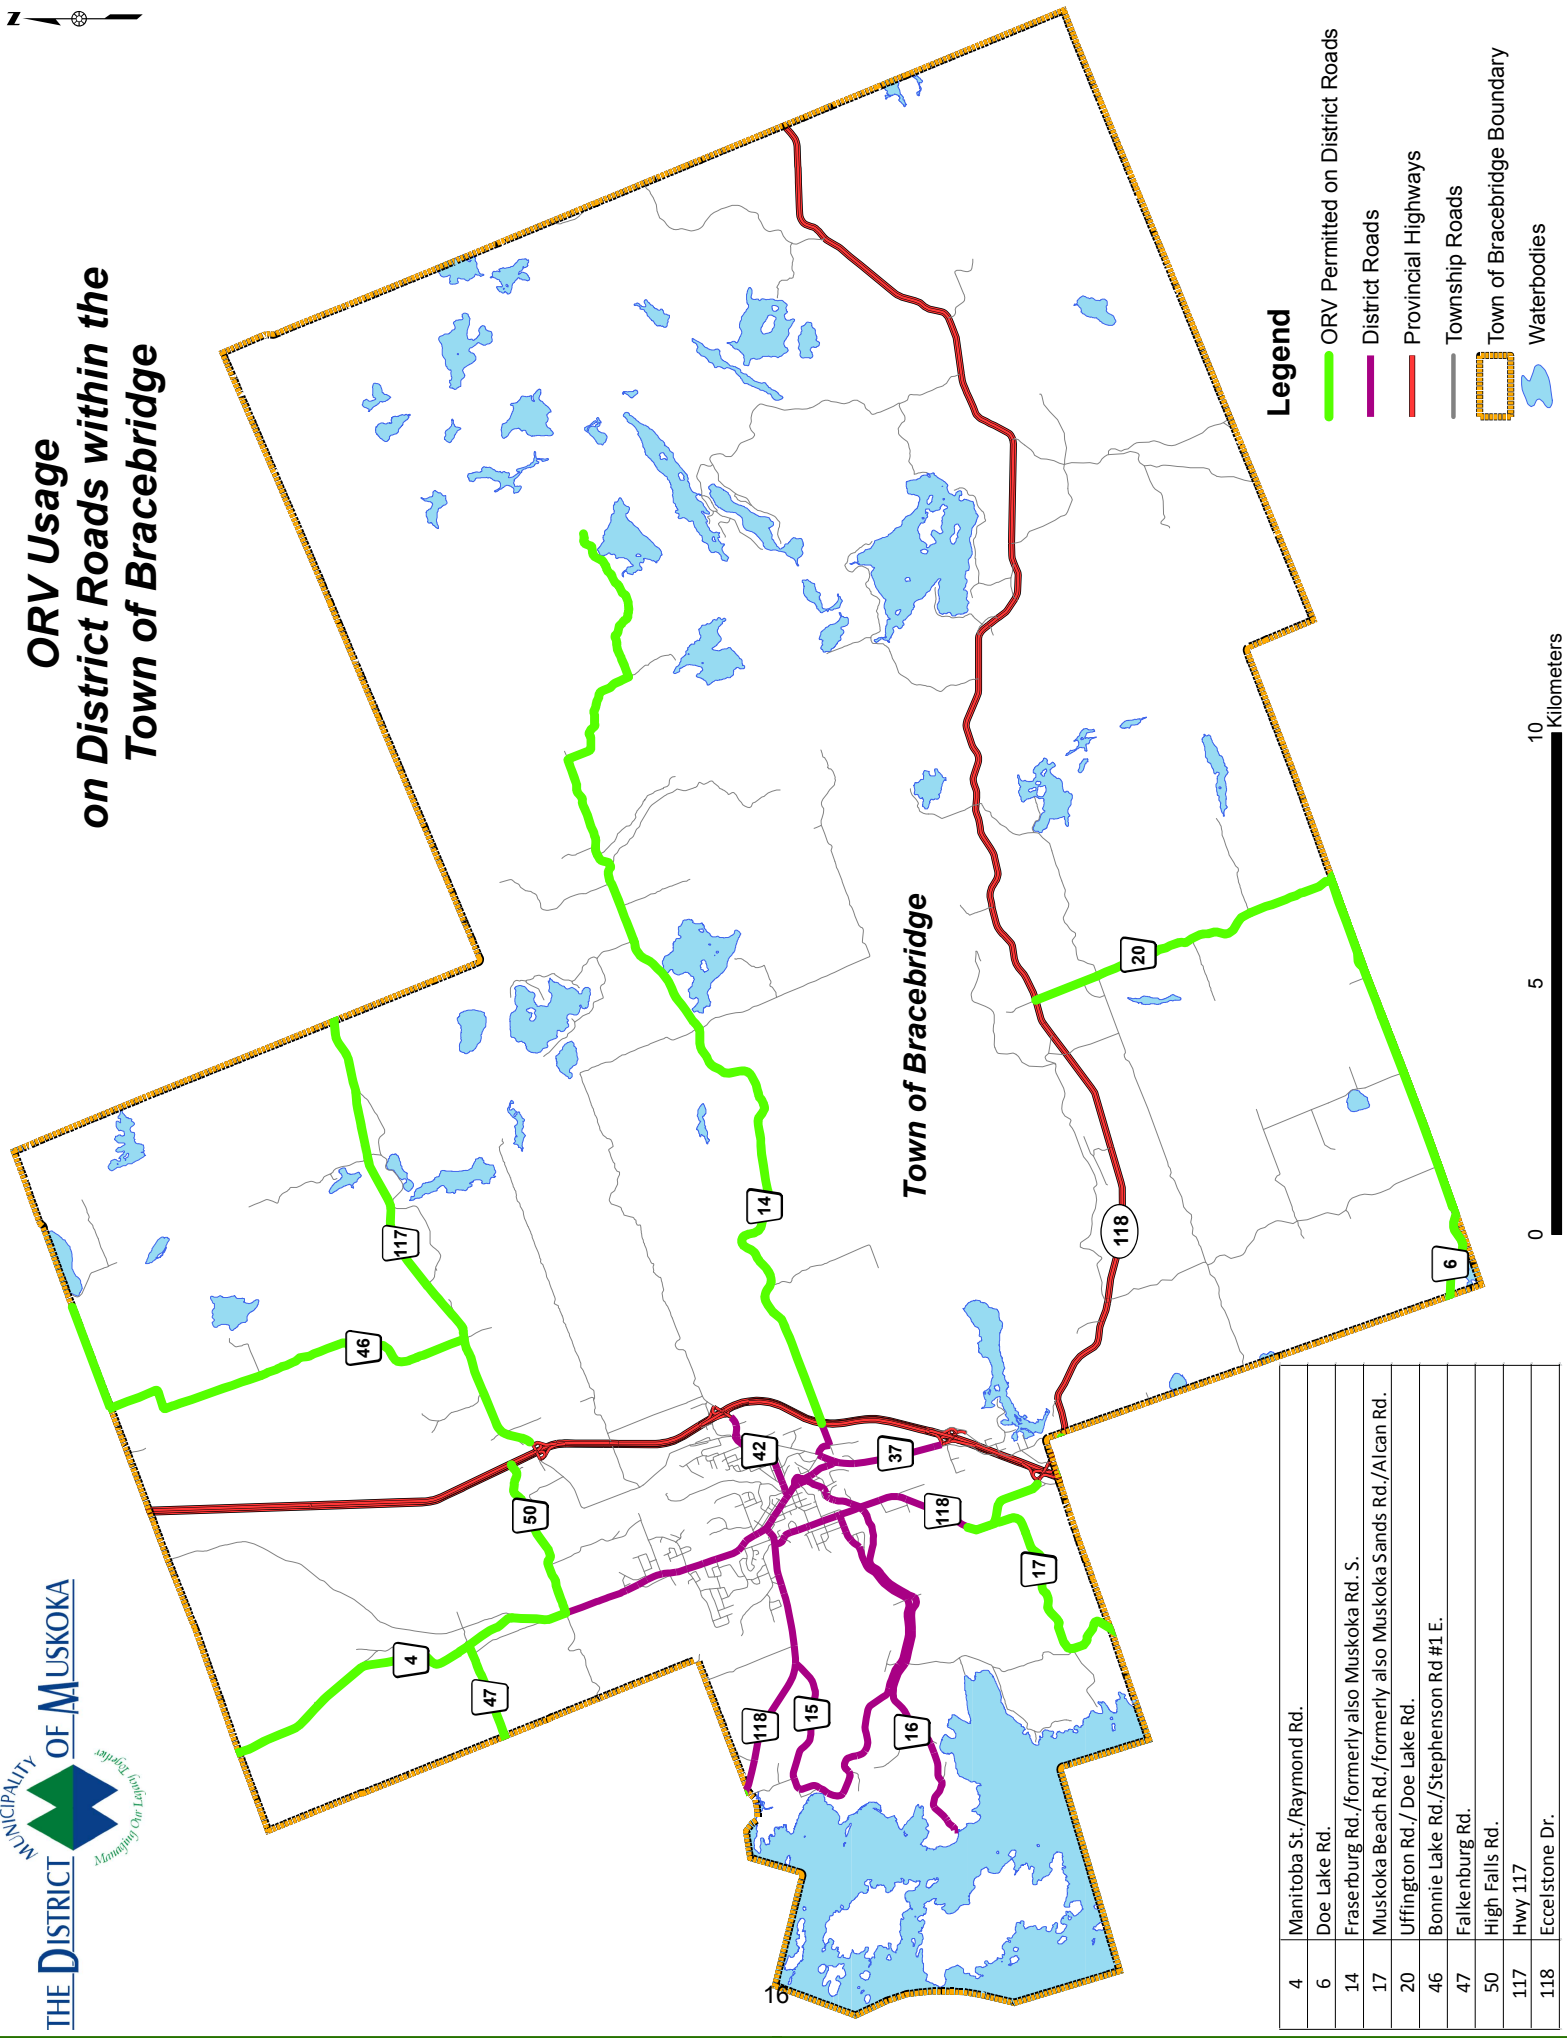 THE DISTRICT OF MUSKOKA
MUNICIPALITY
Managing Our Legacy Together
ORV Usage
on District Roads within the
Town of Bracebridge
N
117
46
50
4
47
42
14
37
118
17
118
15
16
20
118
6
Town of Bracebridge
Legend
ORV Permitted on District Roads
District Roads
Provincial Highways
Township Roads
Town of Bracebridge Boundary
Waterbodies
0 5 10
Kilometers
4 Manitoba St./Raymond Rd.
6 Doe Lake Rd.
14 Fraserburg Rd./formerly also Muskoka Rd. S.
17 Muskoka Beach Rd./formerly also Muskoka Sands Rd./Alcan Rd.
20 Uffington Rd./ Doe Lake Rd.
46 Bonnie Lake Rd./Stephenson Rd #1 E.
47 Falkenburg Rd.
50 High Falls Rd.
117 Hwy 117
118 Eccelstone Dr.
16